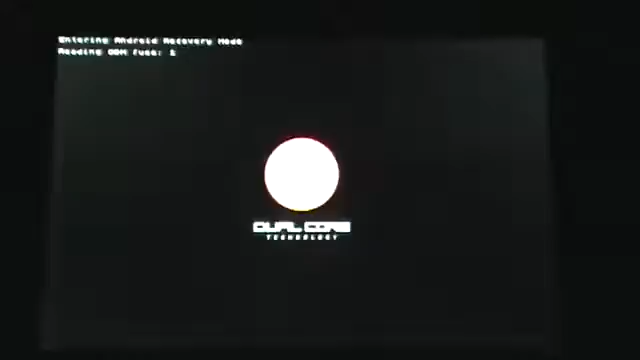 Entering Android Recovery Mode
Reading ODM fuse: 1
DUAL CORE
TECHNOLOGY